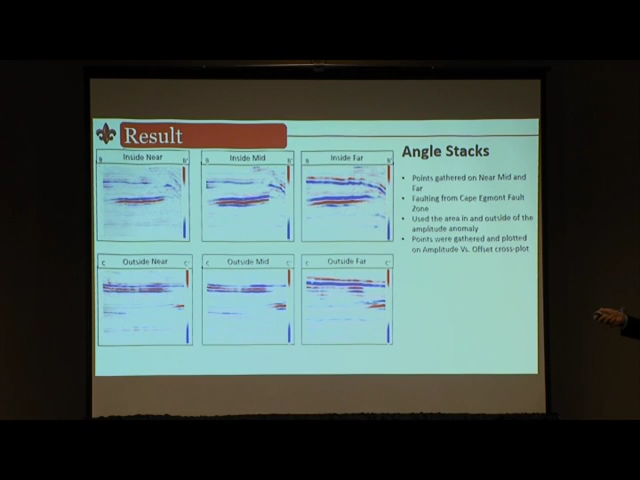 Result
Inside Near
Inside Mid
Inside Far
B B'
B B'
B B'
Outside Near
Outside Mid
Outside Far
C C'
C C'
C C'
Angle Stacks
• Points gathered on Near Mid and
Far
• Faulting from Cape Egmont Fault
Zone
• Used the area in and outside of the
amplitude anomaly
• Points were gathered and plotted
on Amplitude Vs. Offset cross-plot